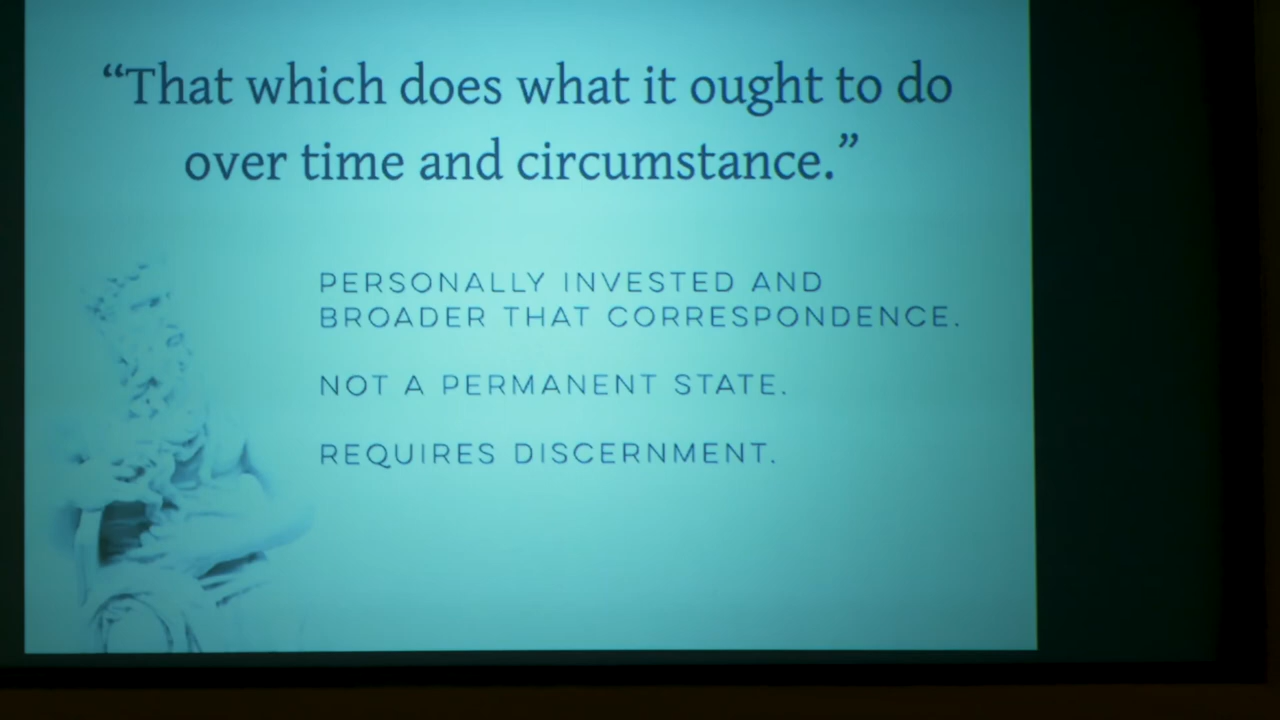 “That which does what it ought to do
over time and circumstance.”
PERSONALLY INVESTED AND
BROADER THAT CORRESPONDENCE.
NOT A PERMANENT STATE.
REQUIRES DISCERNMENT.